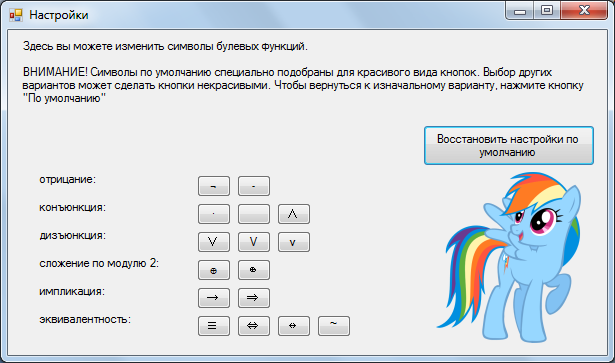 Настройки
Здесь вы можете изменить символы булевых функций.
ВНИМАНИЕ! Символы по умолчанию специально подобраны для красивого вида кнопок. Выбор других
вариантов может сделать кнопки некрасивыми. Чтобы вернуться к изначальному варианту, нажмите кнопку
"По умолчанию"
Восстановить настройки по
умолчанию
отрицание: ¬ -
конъюнкция: · ⋀
дизъюнкция: ⋁ V v
сложение по модулю 2: ⊕ ⊕
импликация: → ⇒
эквивалентность: ≡ ⇔ ↔ ~